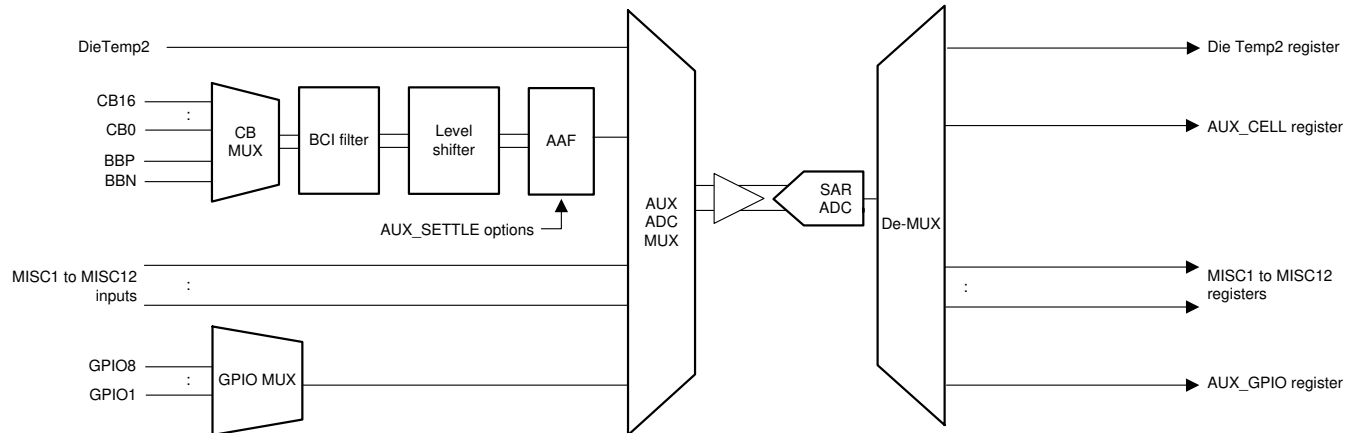 DieTemp2
CB16
:
CB0
BBP
BBN
CB
MUX
BCI filter
Level
shifter
AAF
AUX_SETTLE options
MISC1 to MISC12
inputs
:
GPIO8
:
GPIO1
GPIO MUX
AUX
ADC
MUX
SAR
ADC
De-MUX
Die Temp2 register
AUX_CELL register
:
MISC1 to MISC12
registers
AUX_GPIO register